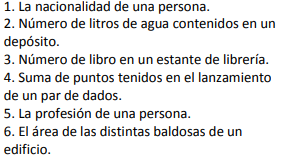 1. La nacionalidad de una persona.
2. Número de litros de agua contenidos en un
depósito.
3. Número de libro en un estante de librería.
4. Suma de puntos tenidos en el lanzamiento
de un par de dados.
5. La profesión de una persona.
6. El área de las distintas baldosas de un
edificio.